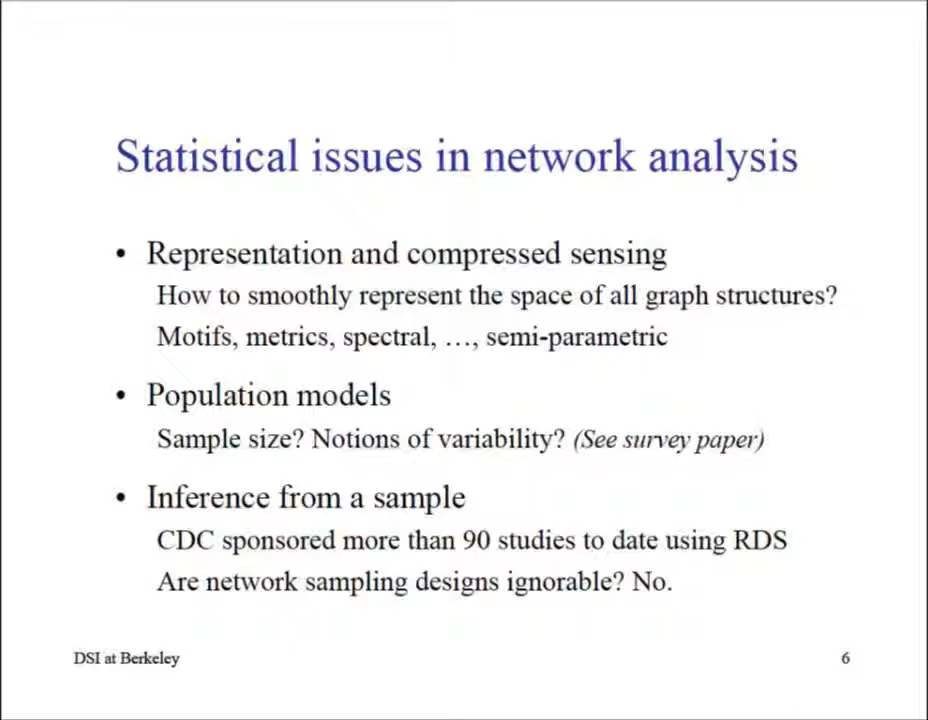 Statistical issues in network analysis
• Representation and compressed sensing
How to smoothly represent the space of all graph structures?
Motifs, metrics, spectral, …, semi-parametric
• Population models
Sample size? Notions of variability? (See survey paper)
• Inference from a sample
CDC sponsored more than 90 studies to date using RDS
Are network sampling designs ignorable? No.
DSI at Berkeley
6